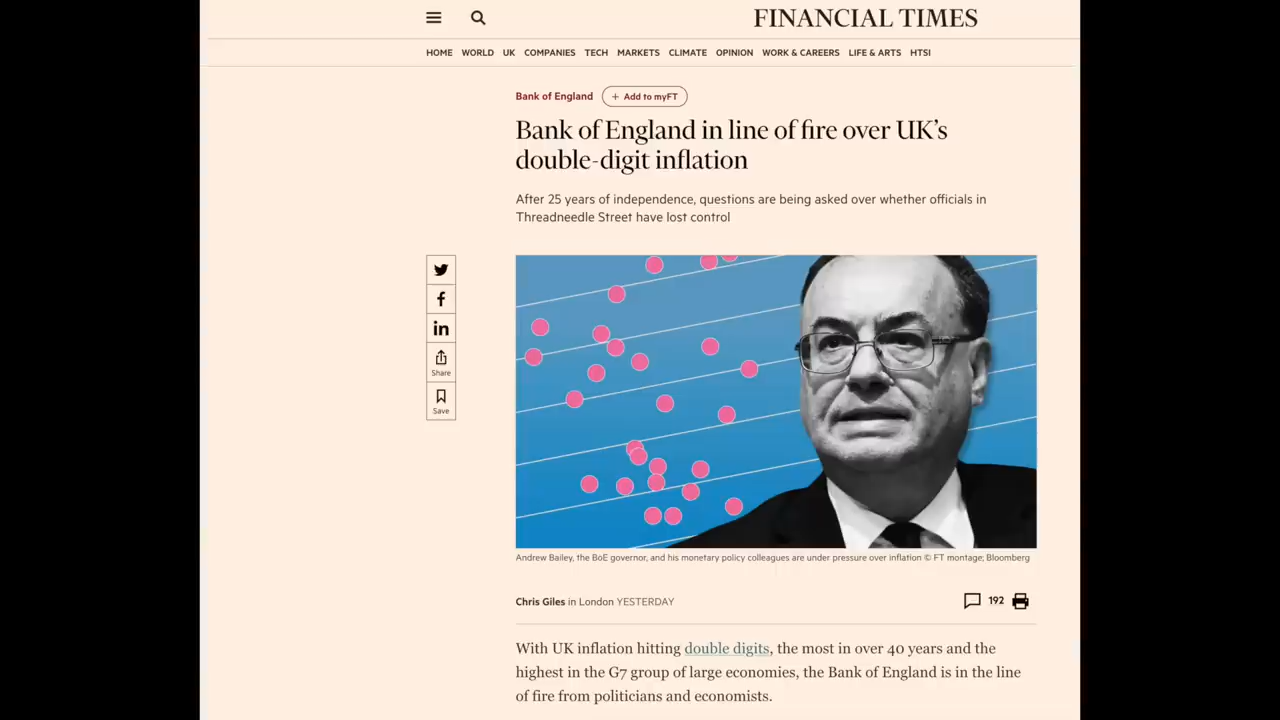 FINANCIAL TIMES
HOME WORLD UK COMPANIES TECH MARKETS CLIMATE OPINION WORK & CAREERS LIFE & ARTS HTSI
Bank of England + Add to myFT
Bank of England in line of fire over UK’s
double-digit inflation
After 25 years of independence, questions are being asked over whether officials in
Threadneedle Street have lost control
f
in
Share
Save
Andrew Bailey, the BoE governor, and his monetary policy colleagues are under pressure over inflation © FT montage; Bloomberg
Chris Giles in London YESTERDAY 192
With UK inflation hitting double digits, the most in over 40 years and the
highest in the G7 group of large economies, the Bank of England is in the line
of fire from politicians and economists.